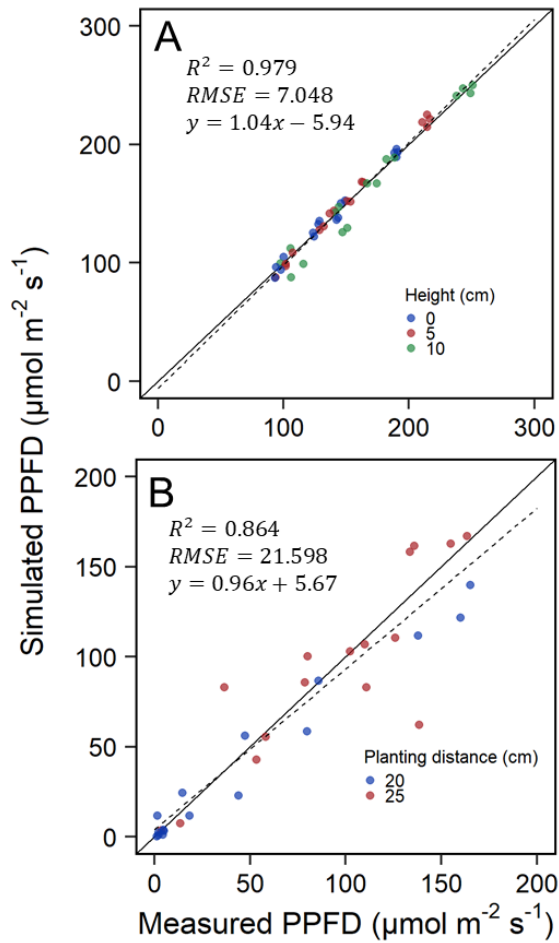 Simulated PPFD (µmol m⁻² s⁻¹)
A
R² = 0.979
RMSE = 7.048
y = 1.04x − 5.94
300
200
100
0
Height (cm)
0
5
10
0 100 200 300
B
R² = 0.864
RMSE = 21.598
y = 0.96x + 5.67
200
150
100
50
0
Planting distance (cm)
20
25
0 50 100 150 200
Measured PPFD (µmol m⁻² s⁻¹)